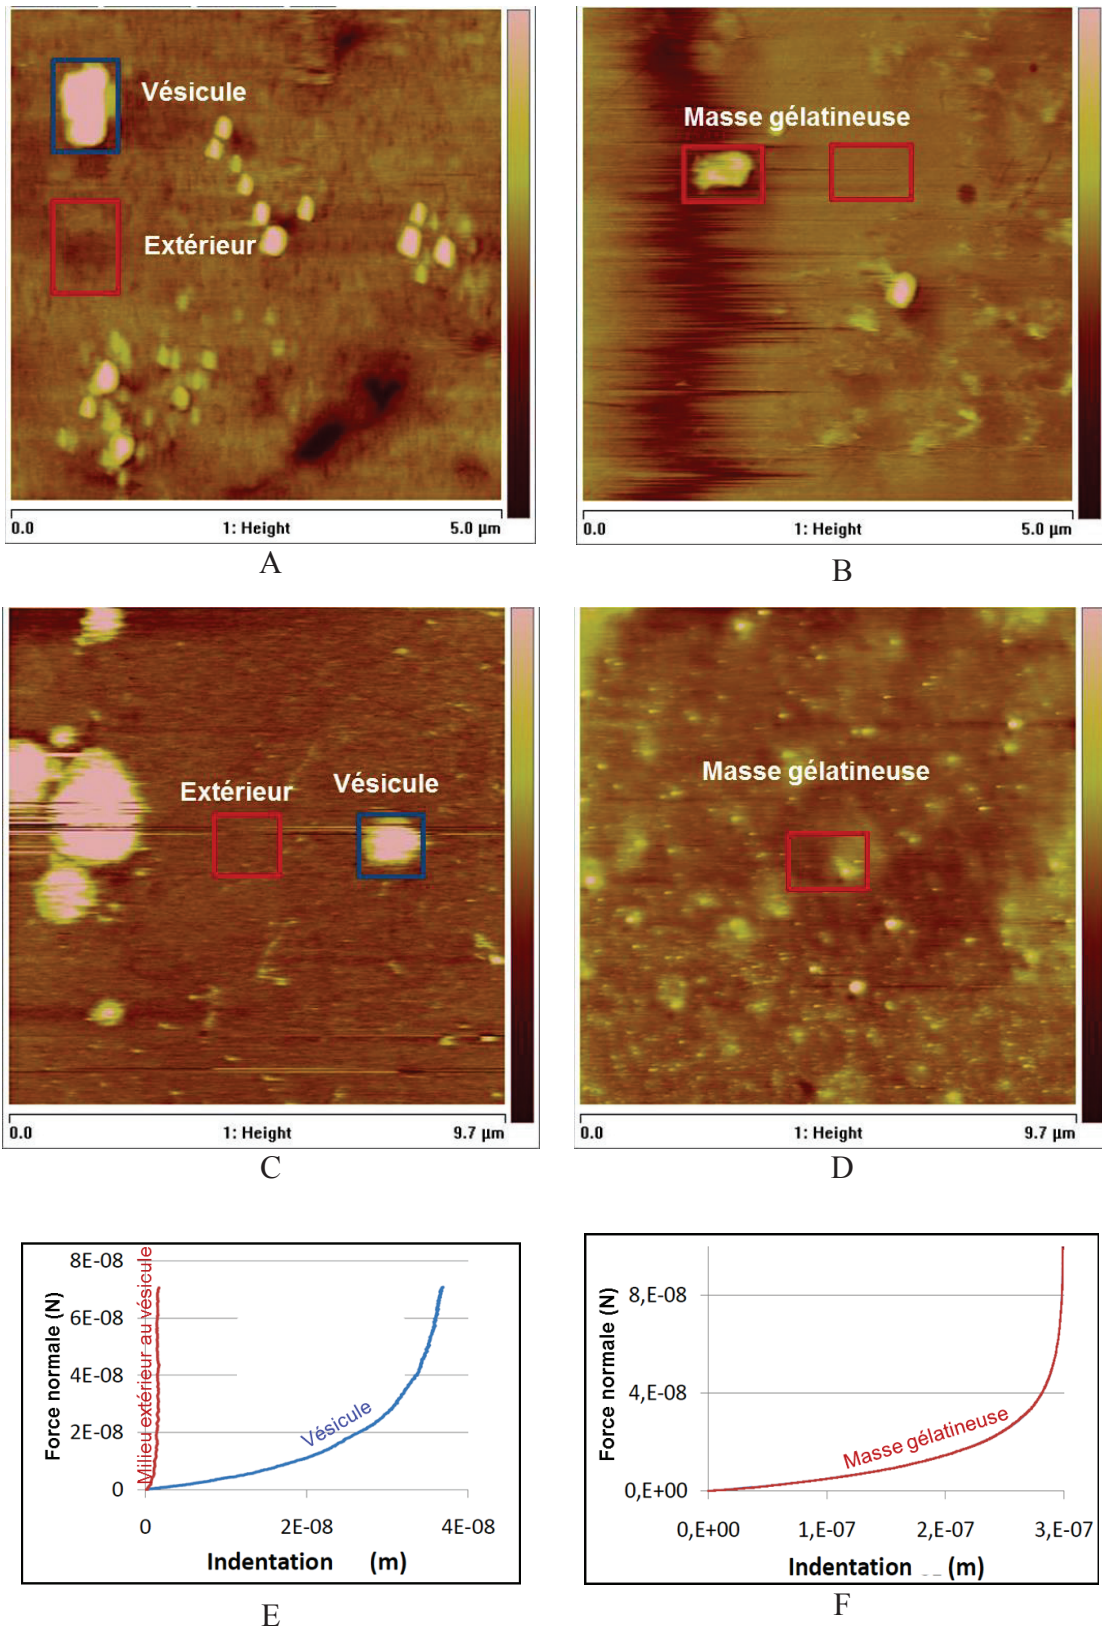 Vésicule
Extérieur
0.0 1: Height 5.0 µm
A
Masse gélatineuse
0.0 1: Height 5.0 µm
B
Extérieur
Vésicule
0.0 1: Height 9.7 µm
C
Masse gélatineuse
0.0 1: Height 9.7 µm
D
Force normale (N)
8E-08
6E-08
4E-08
2E-08
0
Milieu extérieur au vésicule
Vésicule
0 2E-08 4E-08
Indentation (m)
E
Force normale (N)
8,E-08
4,E-08
0,E+00
Masse gélatineuse
0,E+00 1,E-07 2,E-07 3,E-07
Indentation (m)
F